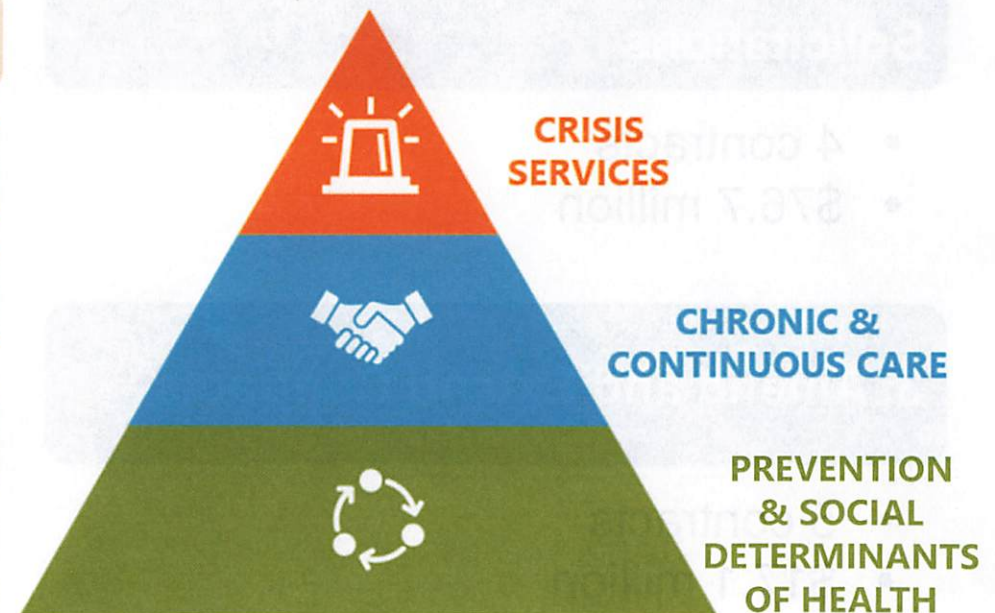 CRISIS
SERVICES
CHRONIC &
CONTINUOUS CARE
PREVENTION
& SOCIAL
DETERMINANTS
OF HEALTH